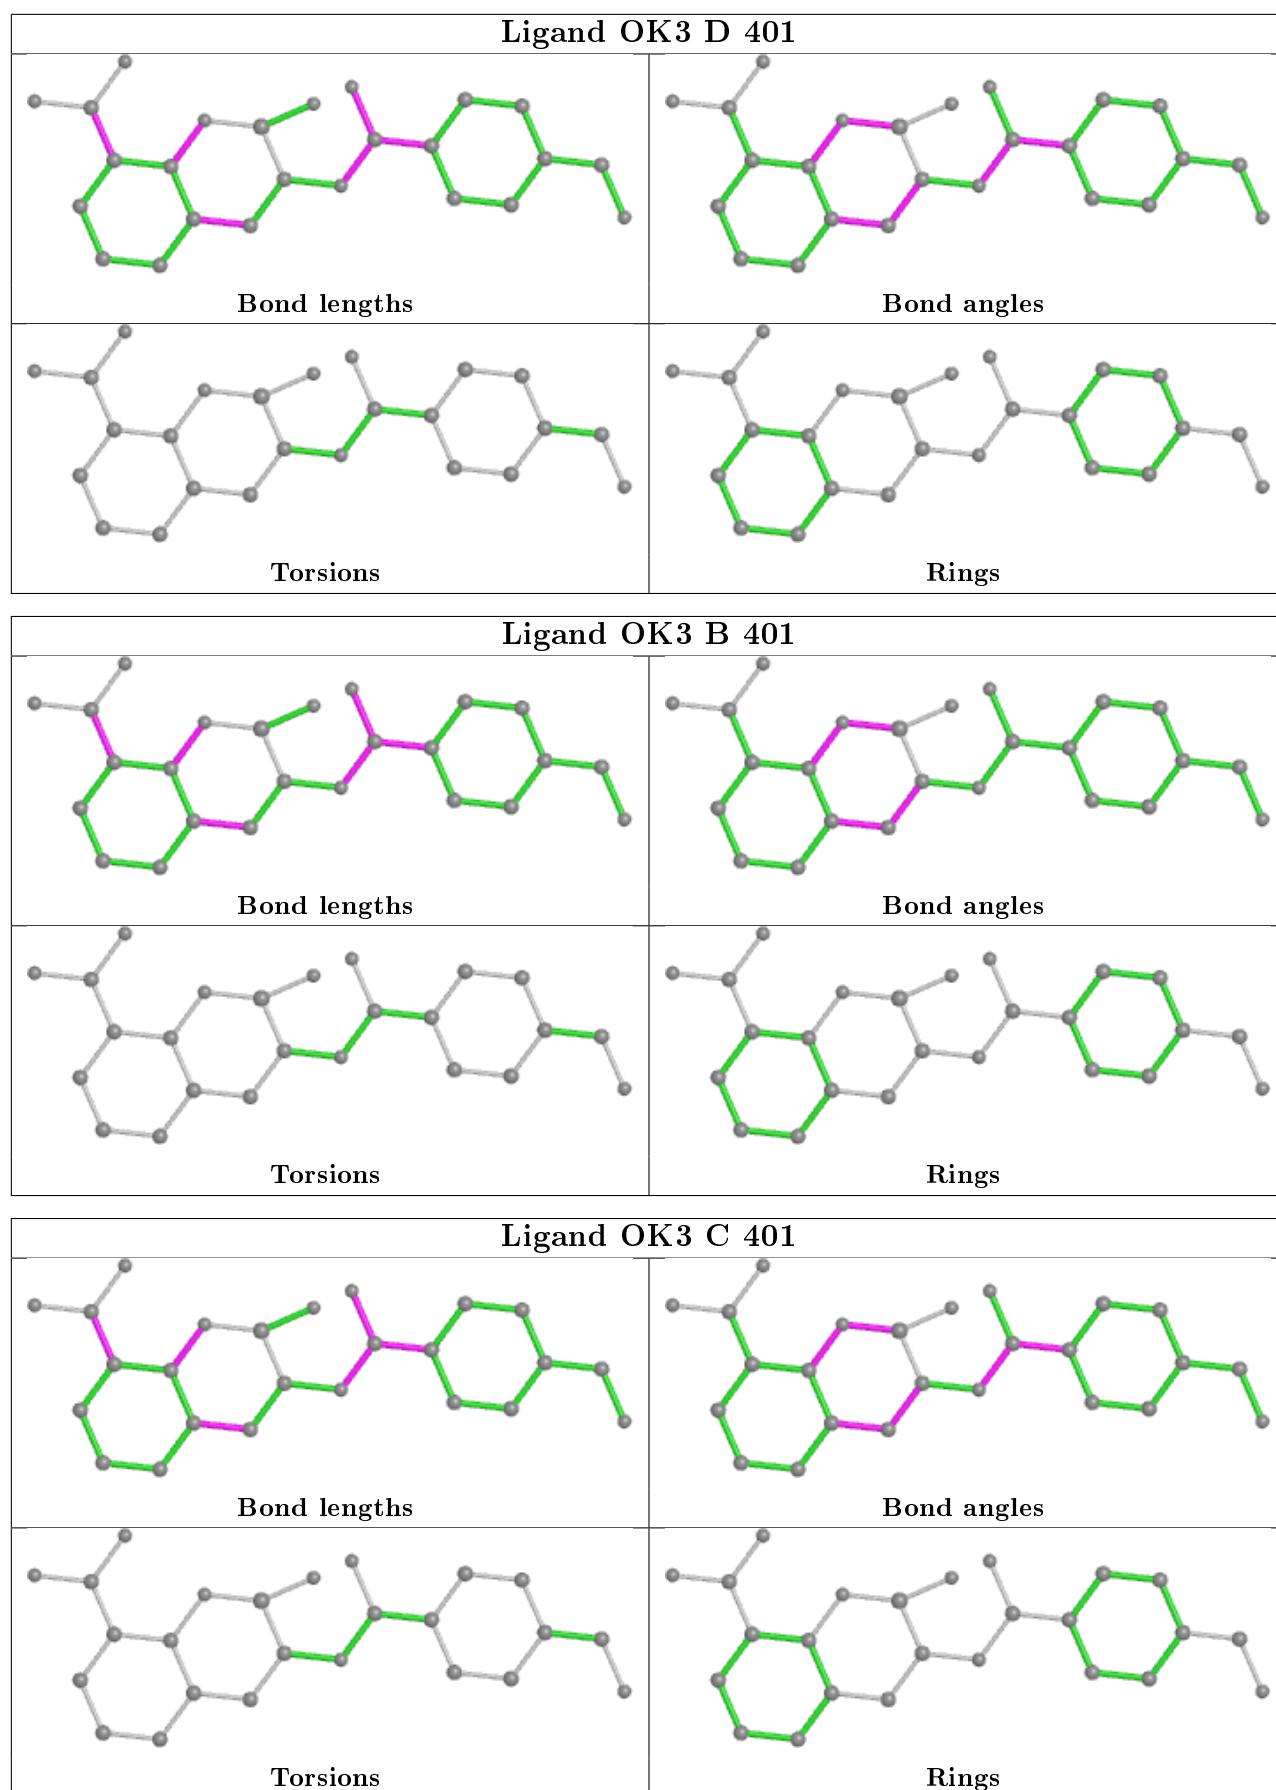 Ligand OK3 D 401
Bond lengths
Bond angles
Torsions
Rings
Ligand OK3 B 401
Bond lengths
Bond angles
Torsions
Rings
Ligand OK3 C 401
Bond lengths
Bond angles
Torsions
Rings